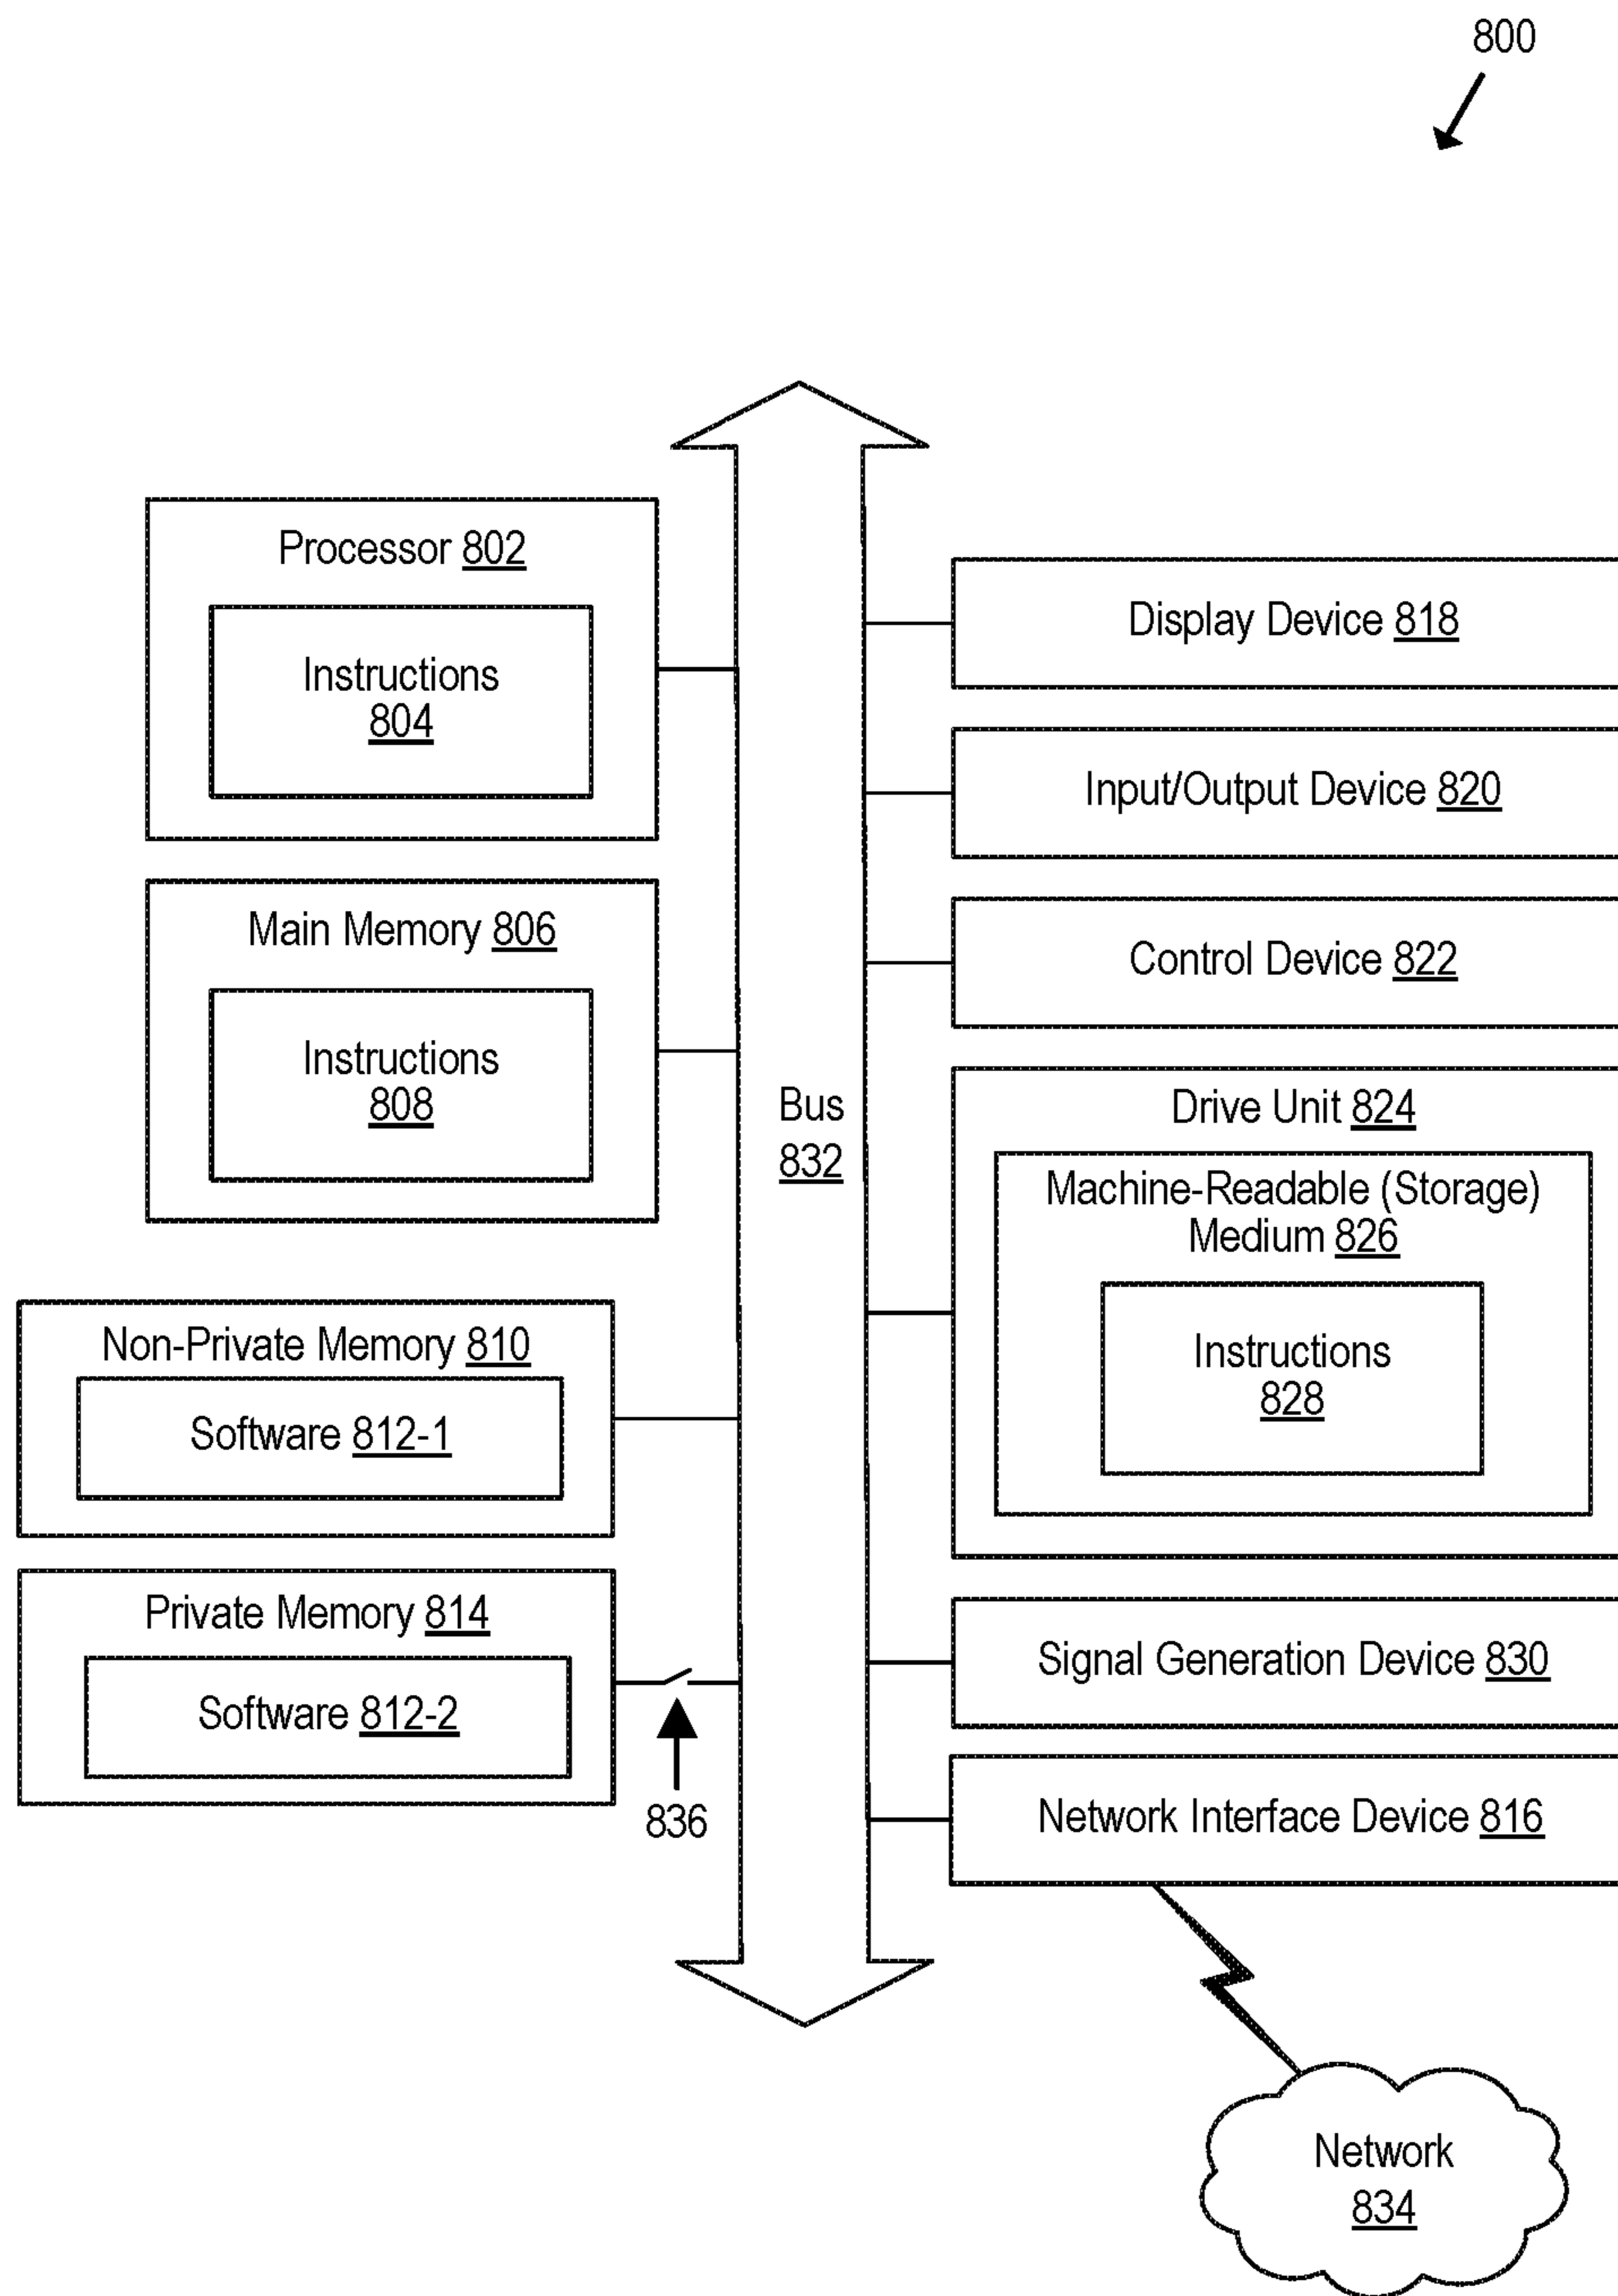 800
Processor 802
Instructions
804
Main Memory 806
Instructions
808
Non-Private Memory 810
Software 812-1
Private Memory 814
Software 812-2
836
Bus
832
Display Device 818
Input/Output Device 820
Control Device 822
Drive Unit 824
Machine-Readable (Storage)
Medium 826
Instructions
828
Signal Generation Device 830
Network Interface Device 816
Network
834